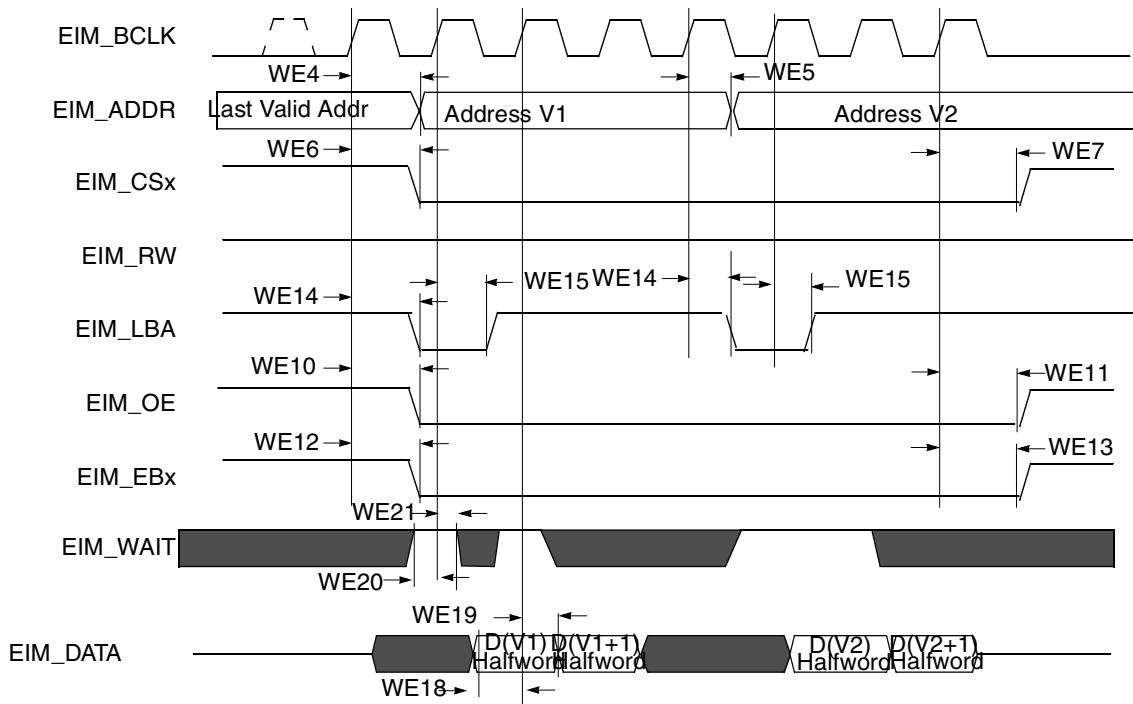 EIM_BCLK
WE4
WE5
EIM_ADDR
Last Valid Addr
Address V1
Address V2
WE6
WE7
EIM_CSx
EIM_RW
WE14
WE15
WE14
WE15
EIM_LBA
WE10
WE11
EIM_OE
WE12
WE13
EIM_EBx
WE21
EIM_WAIT
WE20
WE19
EIM_DATA
D(V1)
Halfword
D(V1+1)
Halfword
D(V2)
Halfword
D(V2+1)
Halfword
WE18